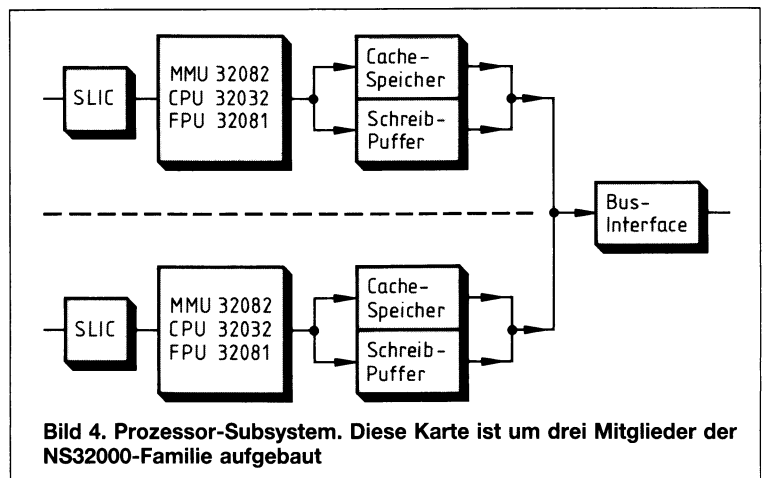 SLIC
MMU 32082
CPU 32032
FPU 32081
Cache-
Speicher
Schreib-
Puffer
Bus-
Interface
SLIC
MMU 32082
CPU 32032
FPU 32081
Cache-
Speicher
Schreib-
Puffer
Bild 4. Prozessor-Subsystem. Diese Karte ist um drei Mitglieder der
NS32000-Familie aufgebaut